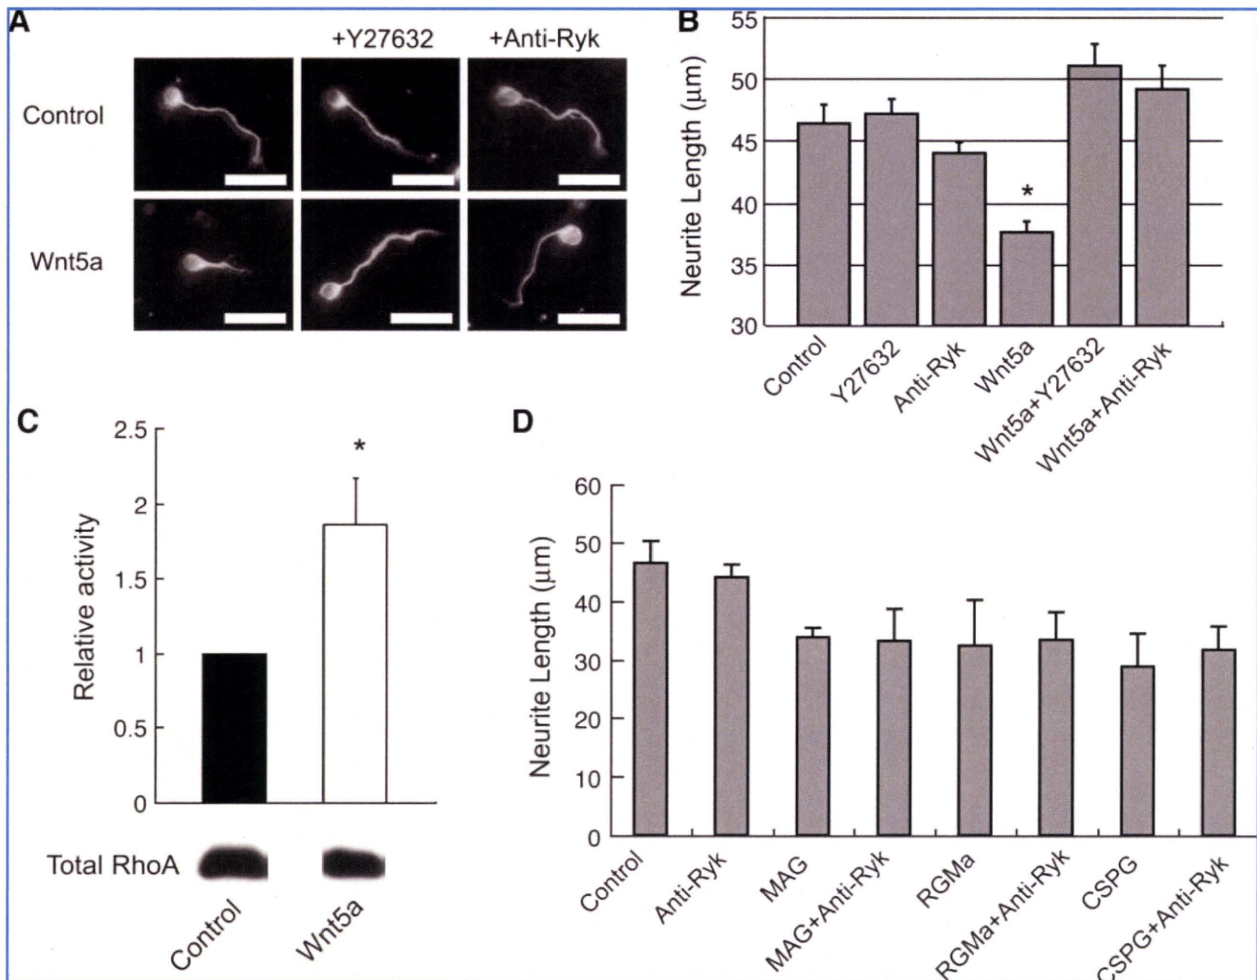 A
+Y27632
+Anti-Ryk
Control
Wnt5a
B
Neurite Length (μm)
55
50
45
40
35
30
*
Control
Y27632
Anti-Ryk
Wnt5a
Wnt5a+Y27632
Wnt5a+Anti-Ryk
C
Relative activity
2.5
2
1.5
1
0.5
0
*
Total RhoA
Control
Wnt5a
D
Neurite Length (μm)
60
50
40
30
20
10
0
Control
Anti-Ryk
MAG
MAG+Anti-Ryk
RGMa
RGMa+Anti-Ryk
CSPG
CSPG+Anti-Ryk